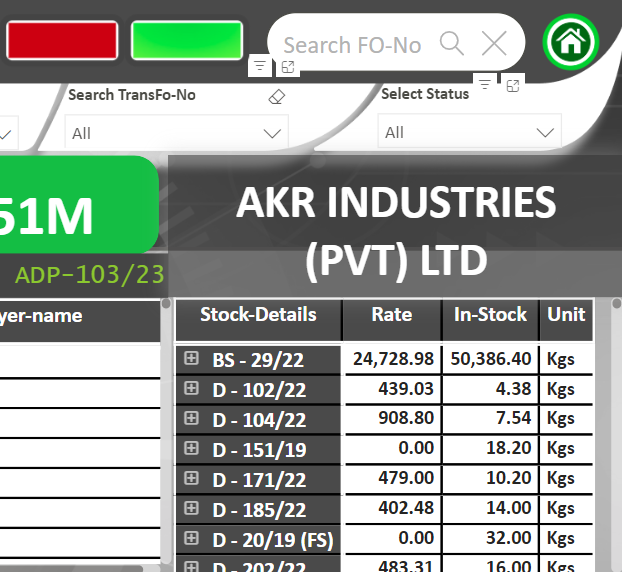 Search FO-No
Search TransFo-No
Select Status
All
All
51M
AKR INDUSTRIES
(PVT) LTD
ADP-103/23
yer-name
Stock-Details Rate In-Stock Unit
BS - 29/22 24,728.98 50,386.40 Kgs
D - 102/22 439.03 4.38 Kgs
D - 104/22 908.80 7.54 Kgs
D - 151/19 0.00 18.20 Kgs
D - 171/22 479.00 10.20 Kgs
D - 185/22 402.48 14.00 Kgs
D - 20/19 (FS) 0.00 32.00 Kgs
D - 202/22 483.31 16.00 Kgs